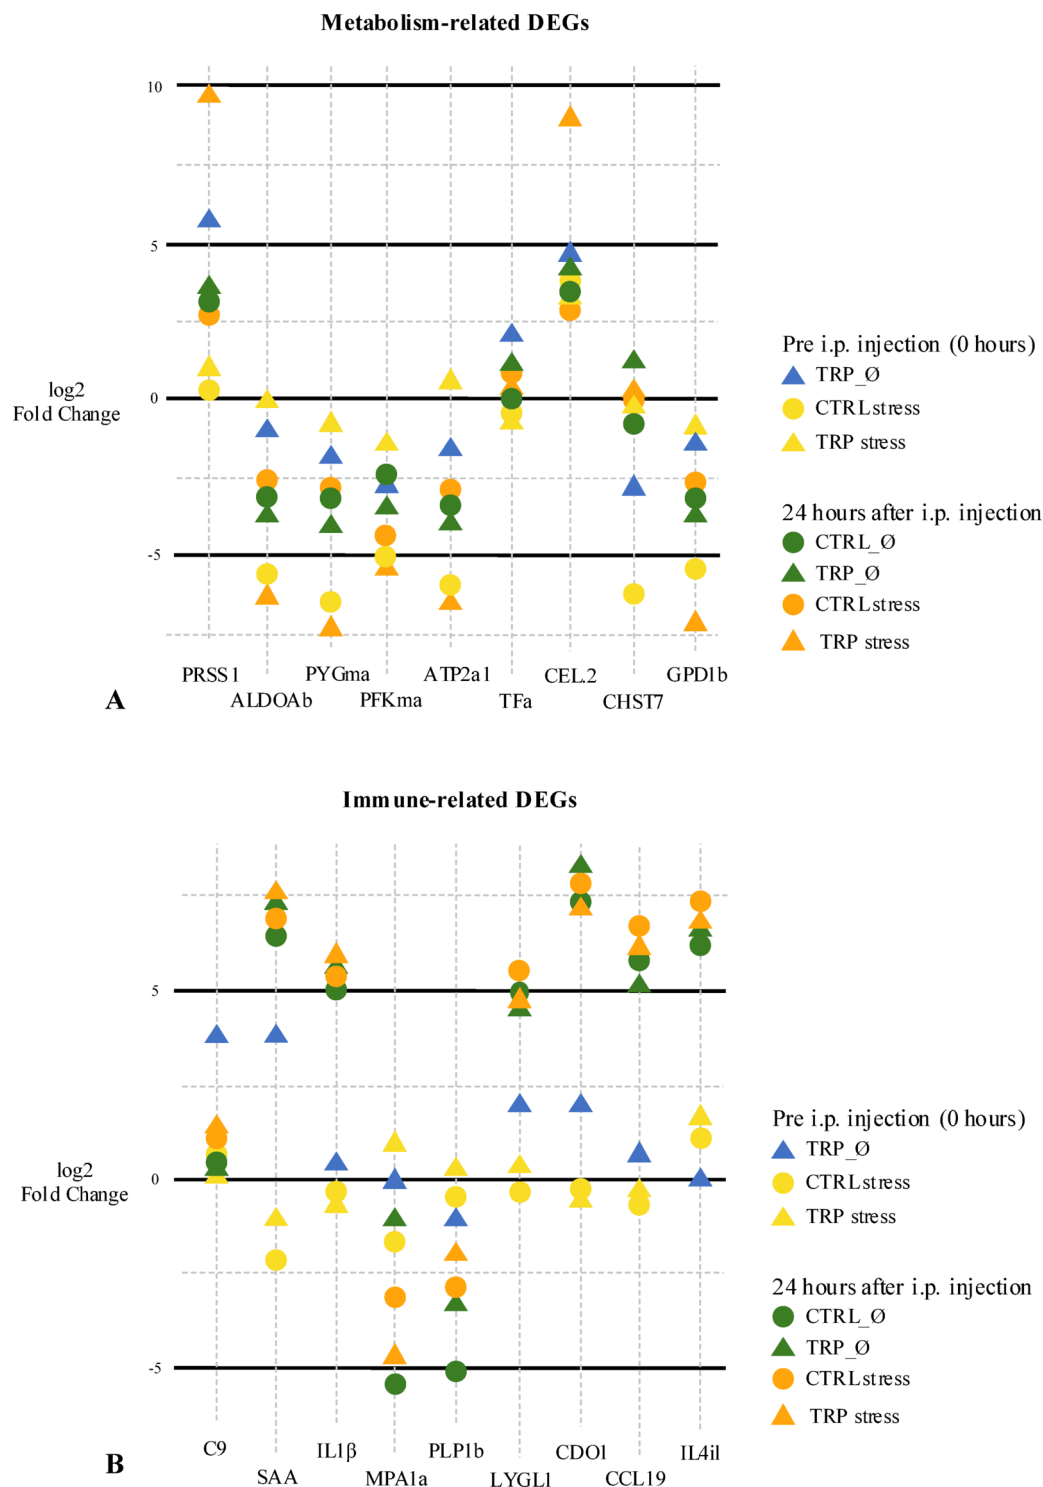 Metabolism-related DEGs
10
5
0
-5
log2
Fold Change
PRSS1
ALDOAb
PYGma
PFKma
ATP2a1
TFa
CEL.2
CHST7
GPD1b
A
Pre i.p. injection (0 hours)
TRP_Ø
CTRLstress
TRP stress
24 hours after i.p. injection
CTRL_Ø
TRP_Ø
CTRLstress
TRP stress
Immune-related DEGs
5
0
-5
log2
Fold Change
C9
SAA
IL1β
MPA1a
PLP1b
LYGL1
CDO1
CCL19
IL4i1
B
Pre i.p. injection (0 hours)
TRP_Ø
CTRLstress
TRP stress
24 hours after i.p. injection
CTRL_Ø
TRP_Ø
CTRLstress
TRP stress